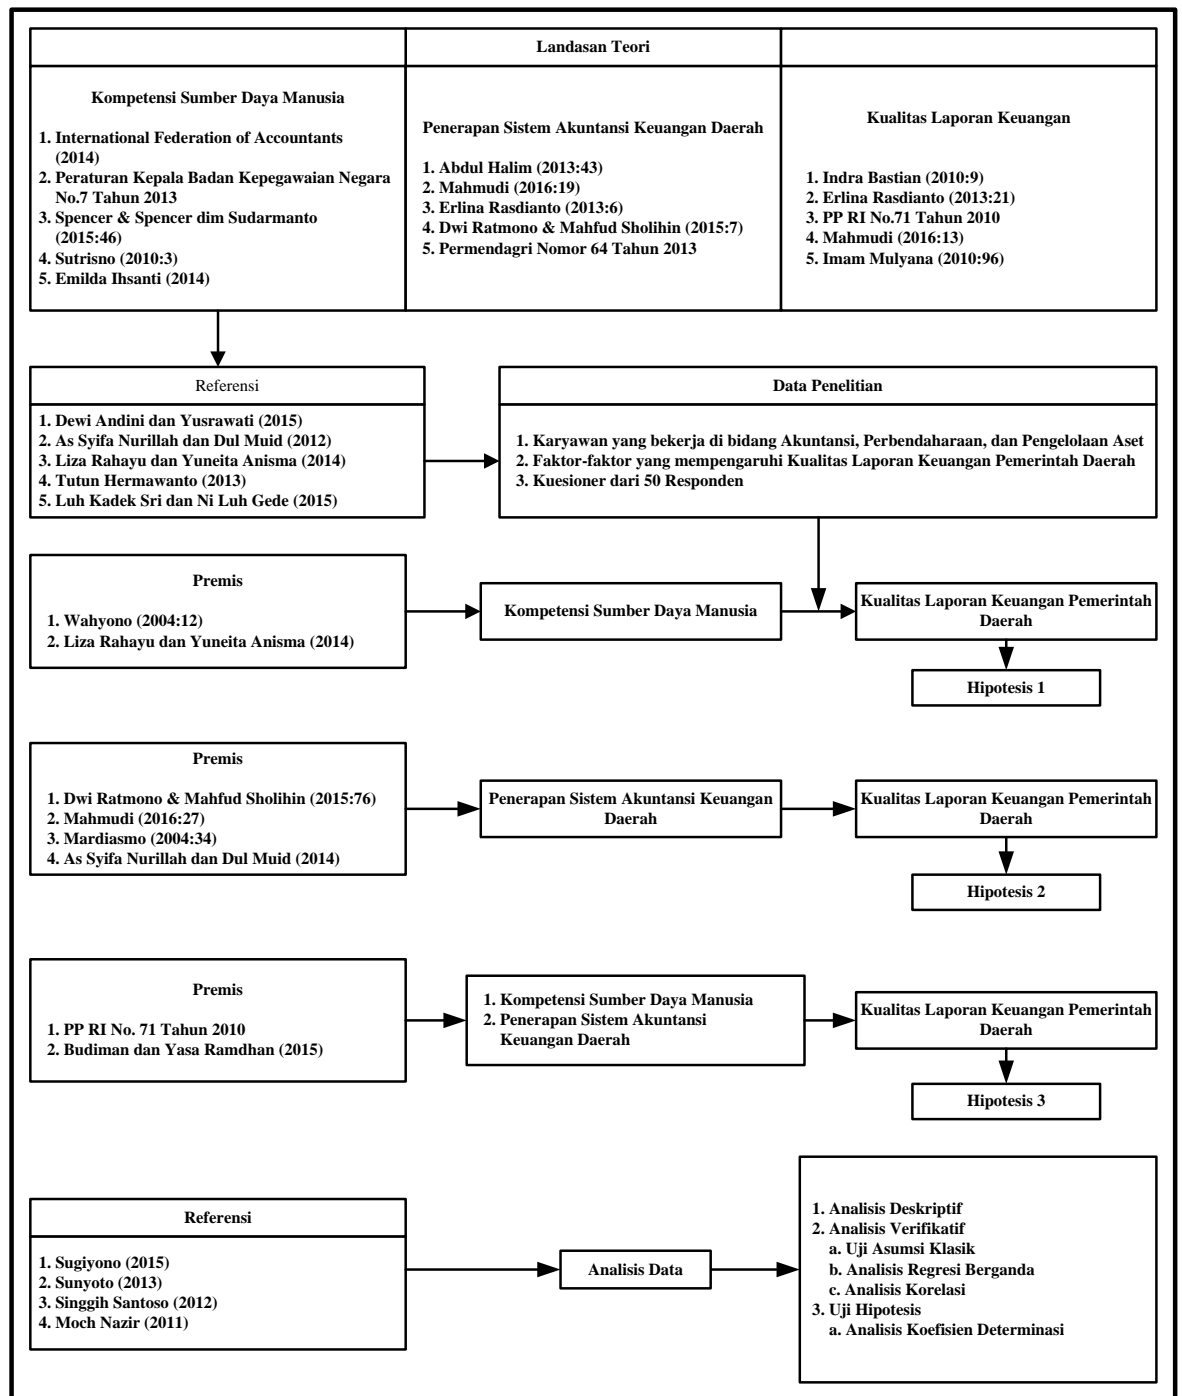 Landasan Teori
Kompetensi Sumber Daya Manusia
1. International Federation of Accountants
(2014)
2. Peraturan Kepala Badan Kepegawaian Negara
No.7 Tahun 2013
3. Spencer & Spencer dim Sudarmanto
(2015:46)
4. Sutrisno (2010:3)
5. Emilda Ihsanti (2014)
Penerapan Sistem Akuntansi Keuangan Daerah
1. Abdul Halim (2013:43)
2. Mahmudi (2016:19)
3. Erlina Rasdianto (2013:6)
4. Dwi Ratmono & Mahfud Sholihin (2015:7)
5. Permendagri Nomor 64 Tahun 2013
Kualitas Laporan Keuangan
1. Indra Bastian (2010:9)
2. Erlina Rasdianto (2013:21)
3. PP RI No.71 Tahun 2010
4. Mahmudi (2016:13)
5. Imam Mulyana (2010:96)
Referensi
1. Dewi Andini dan Yusrawati (2015)
2. As Syifa Nurillah dan Dul Muid (2012)
3. Liza Rahayu dan Yuneita Anisma (2014)
4. Tutun Hermawanto (2013)
5. Luh Kadek Sri dan Ni Luh Gede (2015)
Data Penelitian
1. Karyawan yang bekerja di bidang Akuntansi, Perbendaharaan, dan Pengelolaan Aset
2. Faktor-faktor yang mempengaruhi Kualitas Laporan Keuangan Pemerintah Daerah
3. Kuesioner dari 50 Responden
Premis
1. Wahyono (2004:12)
2. Liza Rahayu dan Yuneita Anisma (2014)
Kompetensi Sumber Daya Manusia
Kualitas Laporan Keuangan Pemerintah
Daerah
Hipotesis 1
Premis
1. Dwi Ratmono & Mahfud Sholihin (2015:76)
2. Mahmudi (2016:27)
3. Mardiasmo (2004:34)
4. As Syifa Nurillah dan Dul Muid (2014)
Penerapan Sistem Akuntansi Keuangan
Daerah
Kualitas Laporan Keuangan Pemerintah
Daerah
Hipotesis 2
Premis
1. PP RI No. 71 Tahun 2010
2. Budiman dan Yasa Ramdhan (2015)
1. Kompetensi Sumber Daya Manusia
2. Penerapan Sistem Akuntansi
Keuangan Daerah
Kualitas Laporan Keuangan Pemerintah
Daerah
Hipotesis 3
Referensi
1. Sugiyono (2015)
2. Sunyoto (2013)
3. Singgih Santoso (2012)
4. Moch Nazir (2011)
Analisis Data
1. Analisis Deskriptif
2. Analisis Verifikatif
a. Uji Asumsi Klasik
b. Analisis Regresi Berganda
c. Analisis Korelasi
3. Uji Hipotesis
a. Analisis Koefisien Determinasi